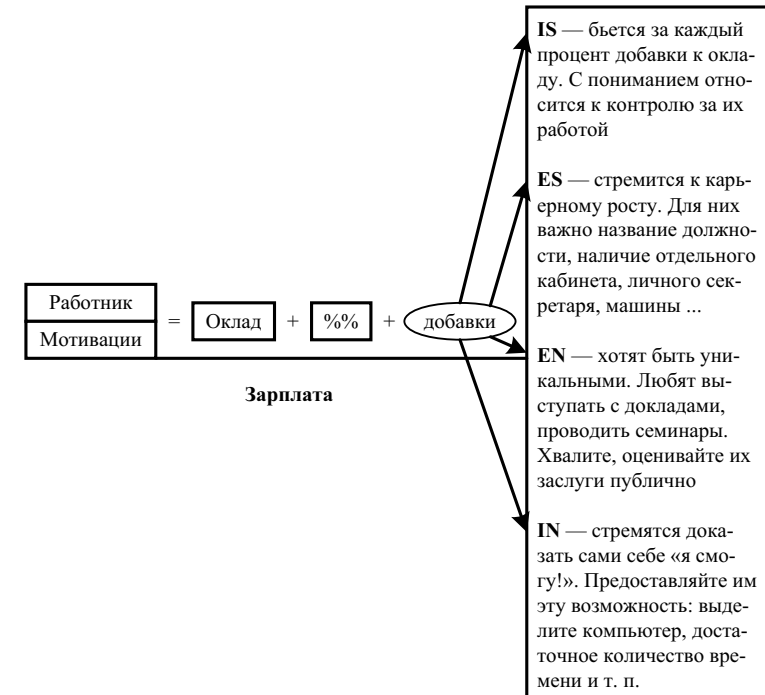 IS — бьется за каждый
процент добавки к окла-
ду. С пониманием отно-
сится к контролю за их
работой
ES — стремится к карь-
ерному росту. Для них
важно название должно-
сти, наличие отдельного
кабинета, личного сек-
ретаря, машины ...
Работник
Мотивации
= Оклад + %% + добавки
Зарплата
EN — хотят быть уни-
кальными. Любят вы-
ступать с докладами,
проводить семинары.
Хвалите, оценивайте их
заслуги публично
IN — стремятся дока-
зать сами себе «я смо-
гу!». Предоставляйте им
эту возможность: выде-
лите компьютер, доста-
точное количество вре-
мени и т. п.